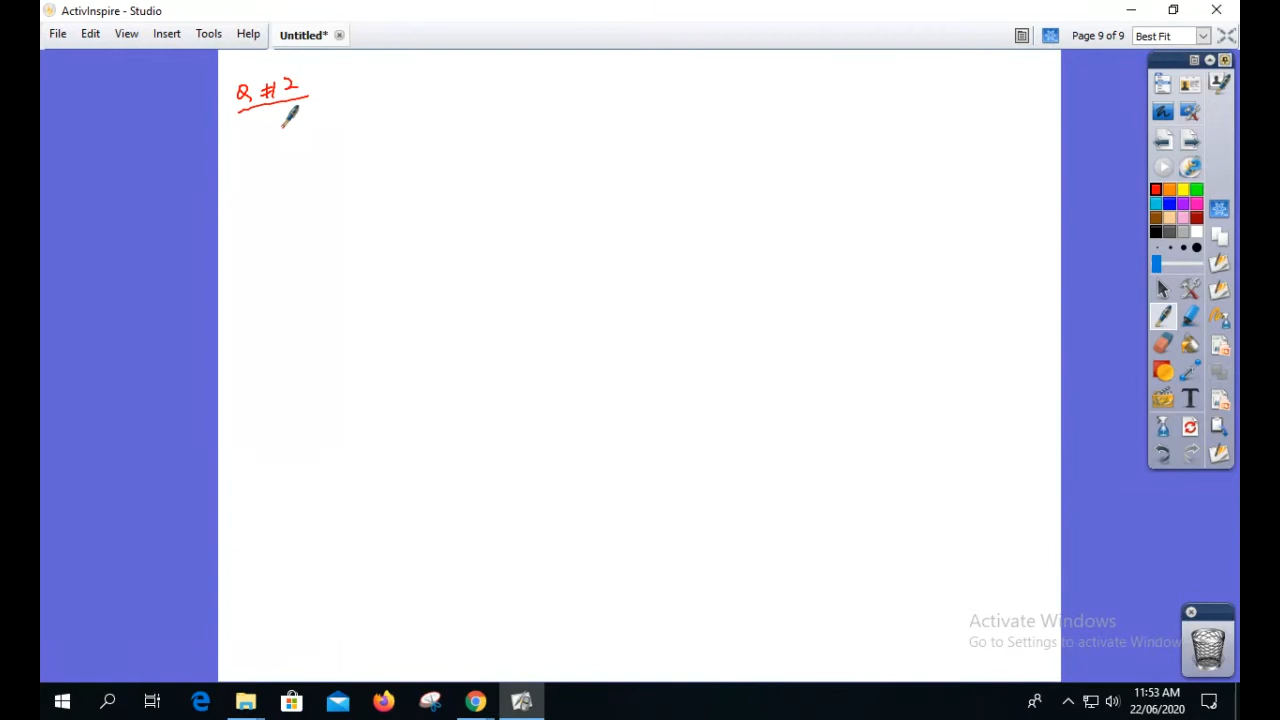 ActivInspire - Studio
File Edit View Insert Tools Help Untitled* Page 9 of 9 Best Fit
Q #2
T
Activate Windows
Go to Settings to activate Window
11:53 AM
22/06/2020